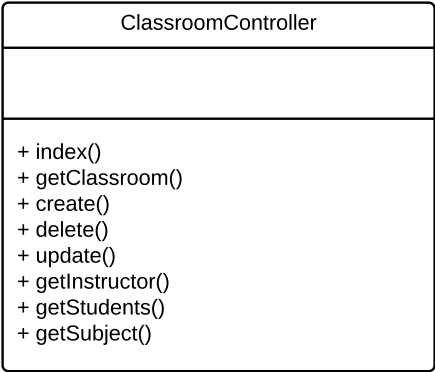 ClassroomController
+ index()
+ getClassroom()
+ create()
+ delete()
+ update()
+ getInstructor()
+ getStudents()
+ getSubject()